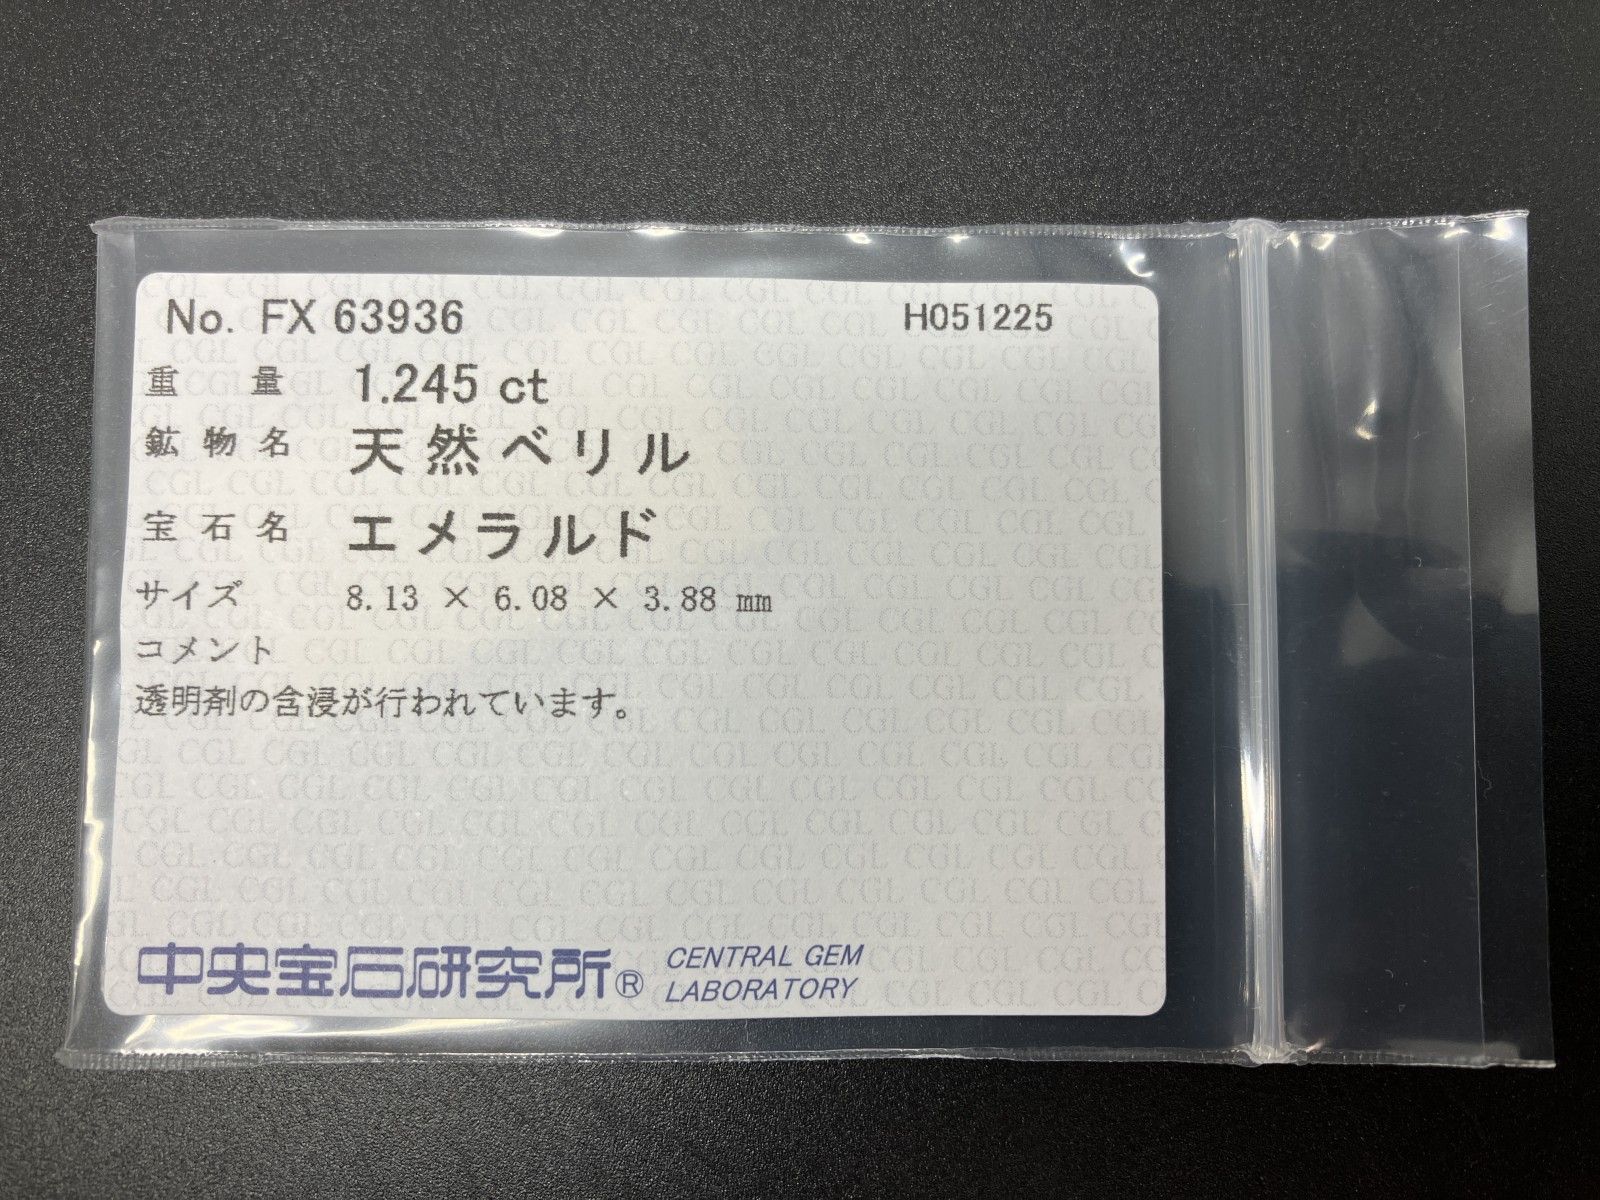 No. FX 63936 H051225
重 量 1.245 ct
鉱 物 名 天然ベリル
宝 石 名 エメラルド
サイズ 8.13 × 6.08 × 3.88 ㎜
コメント
透明剤の含浸が行われています。
中央宝石研究所® CENTRAL GEM
LABORATORY